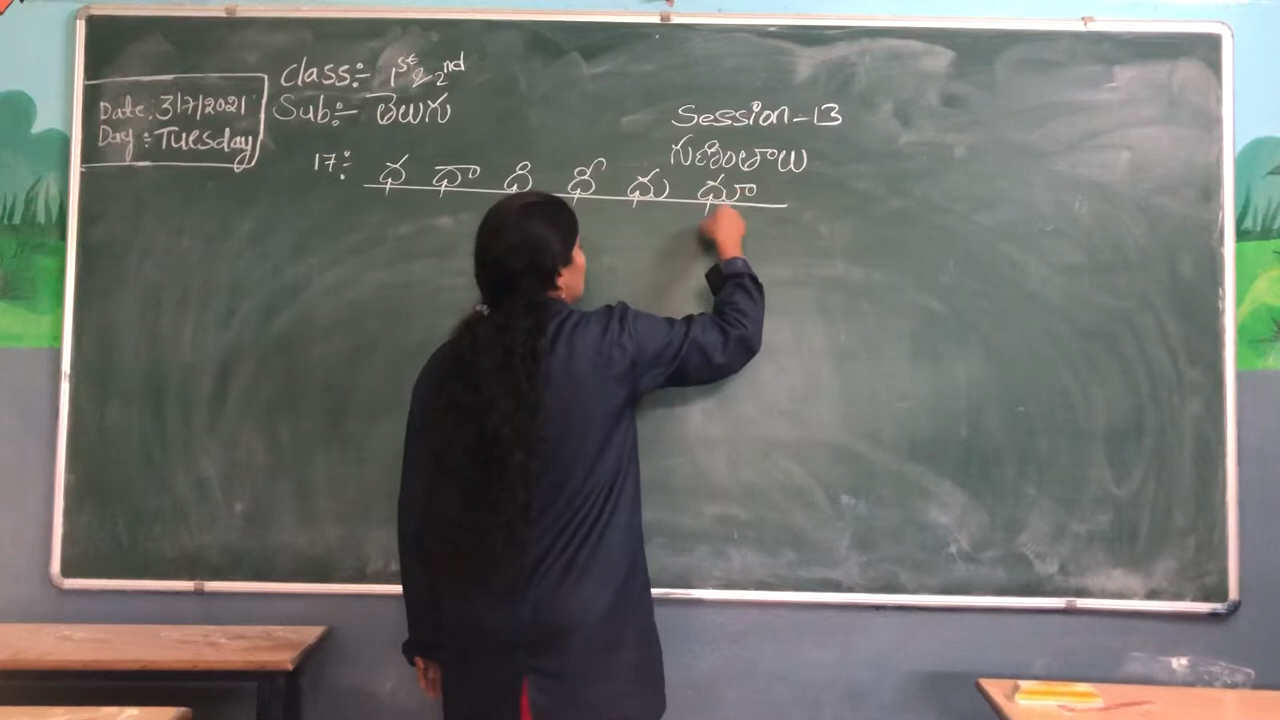 Class:- 1st & 2nd
Date: 3/7/2021
Sub:- తెలుగు
Day: Tuesday
Session-13
గుణింతాలు
17:- ధ ధా ధి ధీ ధు ధూ